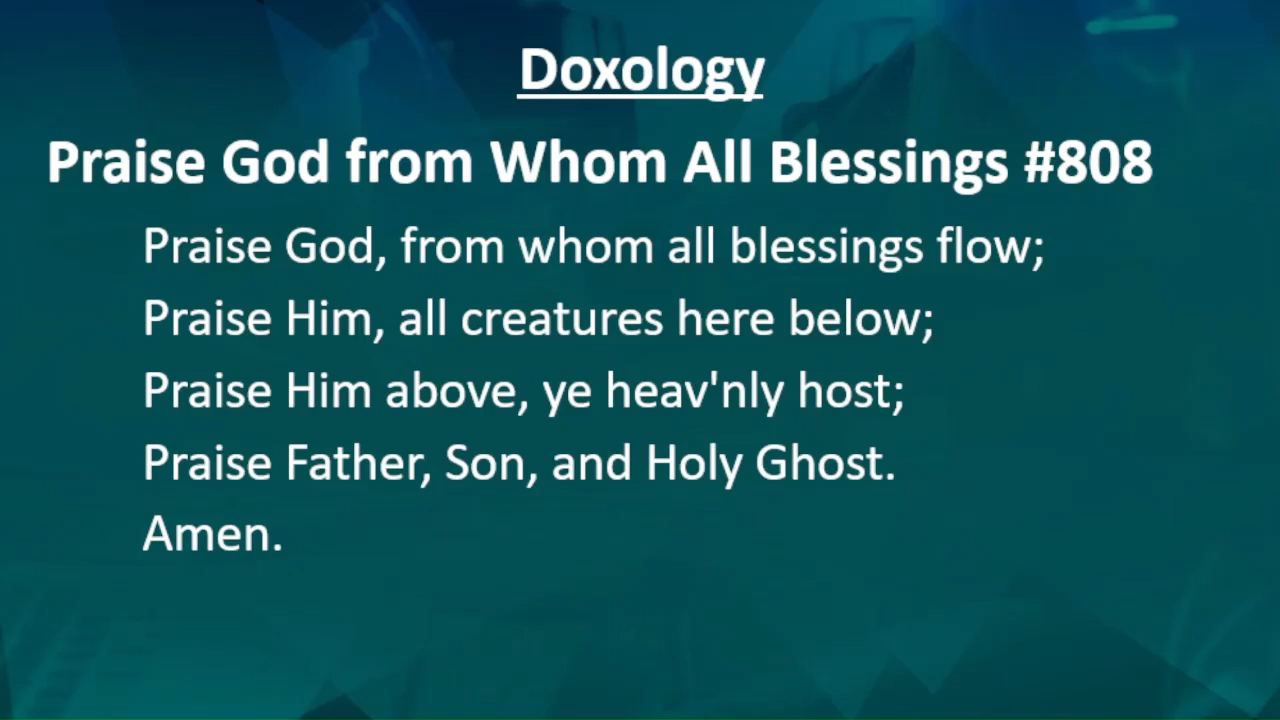 Doxology
Praise God from Whom All Blessings #808
Praise God, from whom all blessings flow;
Praise Him, all creatures here below;
Praise Him above, ye heav'nly host;
Praise Father, Son, and Holy Ghost.
Amen.